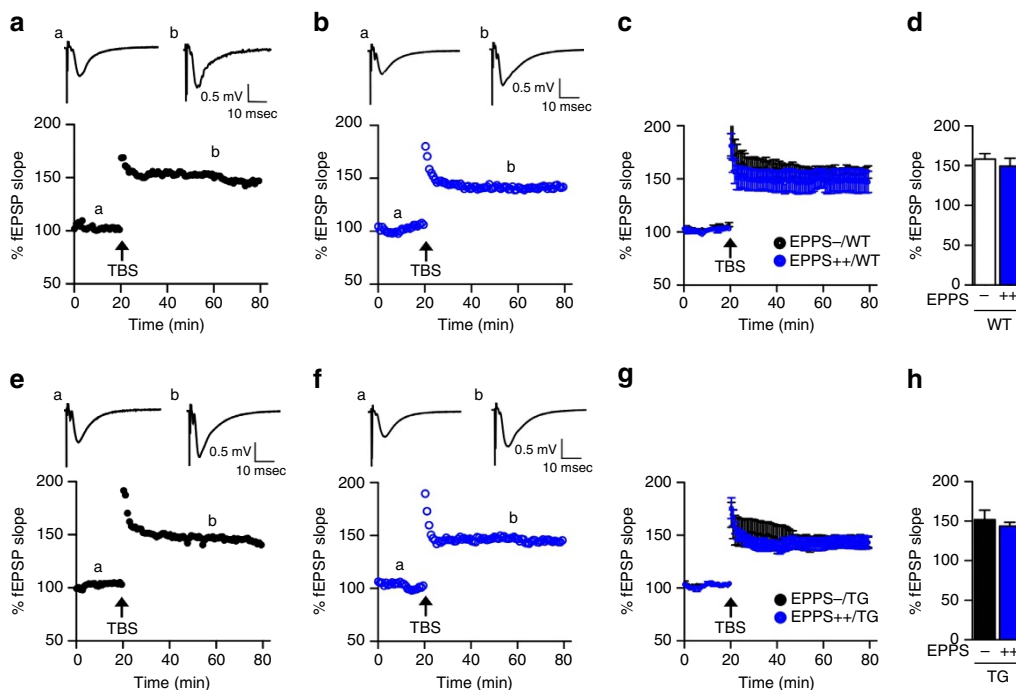 a
b
c
d
a
b
0.5 mV
10 msec
a
b
0.5 mV
10 msec
% fEPSP slope
200
150
100
50
a
b
TBS
0
20
40
60
80
Time (min)
% fEPSP slope
200
150
100
50
a
b
TBS
0
20
40
60
80
Time (min)
% fEPSP slope
200
150
100
50
EPPS–/WT
EPPS++/WT
TBS
0
20
40
60
80
Time (min)
% fEPSP slope
200
150
100
50
0
EPPS – ++
WT
e
f
g
h
a
b
0.5 mV
10 msec
a
b
0.5 mV
10 msec
% fEPSP slope
200
150
100
50
a
b
TBS
0
20
40
60
80
Time (min)
% fEPSP slope
200
150
100
50
a
b
TBS
0
20
40
60
80
Time (min)
% fEPSP slope
200
150
100
50
EPPS–/TG
EPPS++/TG
TBS
0
20
40
60
80
Time (min)
% fEPSP slope
200
150
100
50
0
EPPS – ++
TG